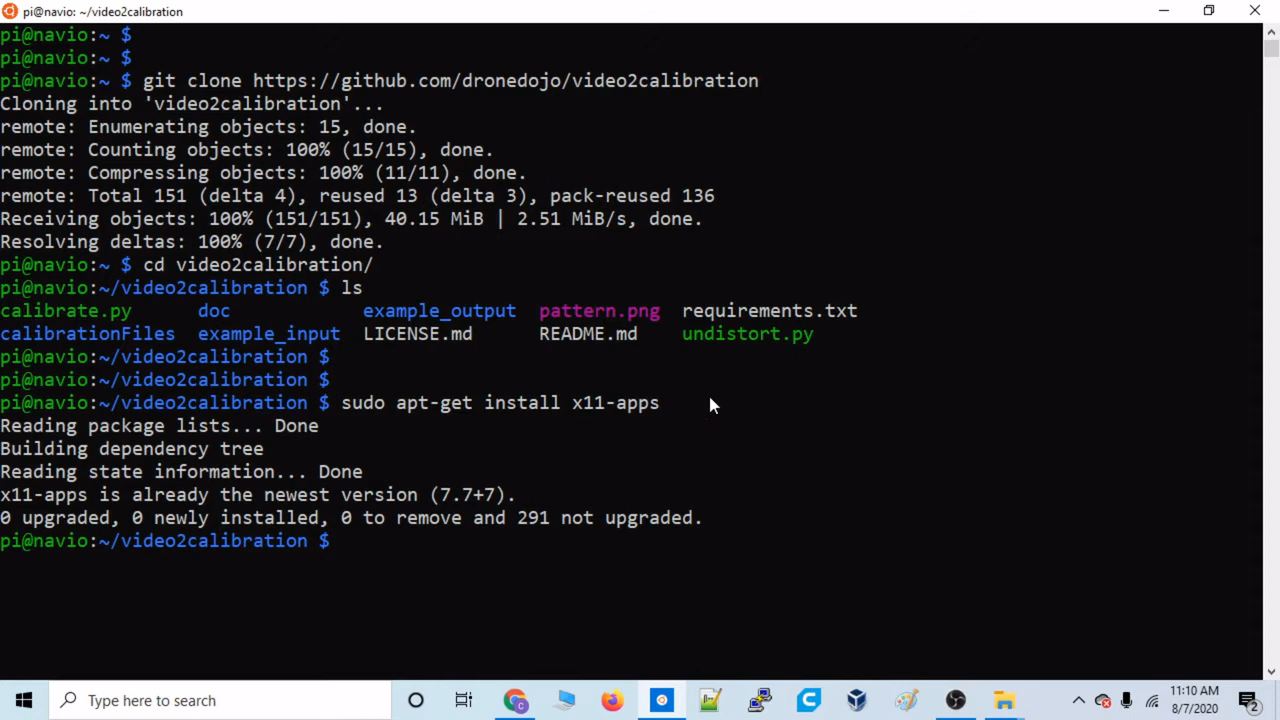 pi@navio: ~/video2calibration
pi@navio:~ $
pi@navio:~ $
pi@navio:~ $ git clone https://github.com/dronedojo/video2calibration
Cloning into 'video2calibration'...
remote: Enumerating objects: 15, done.
remote: Counting objects: 100% (15/15), done.
remote: Compressing objects: 100% (11/11), done.
remote: Total 151 (delta 4), reused 13 (delta 3), pack-reused 136
Receiving objects: 100% (151/151), 40.15 MiB | 2.51 MiB/s, done.
Resolving deltas: 100% (7/7), done.
pi@navio:~ $ cd video2calibration/
pi@navio:~/video2calibration $ ls
calibrate.py doc example_output pattern.png requirements.txt
calibrationFiles example_input LICENSE.md README.md undistort.py
pi@navio:~/video2calibration $
pi@navio:~/video2calibration $
pi@navio:~/video2calibration $ sudo apt-get install x11-apps
Reading package lists... Done
Building dependency tree
Reading state information... Done
x11-apps is already the newest version (7.7+7).
0 upgraded, 0 newly installed, 0 to remove and 291 not upgraded.
pi@navio:~/video2calibration $
Type here to search
11:10 AM
8/7/2020
2